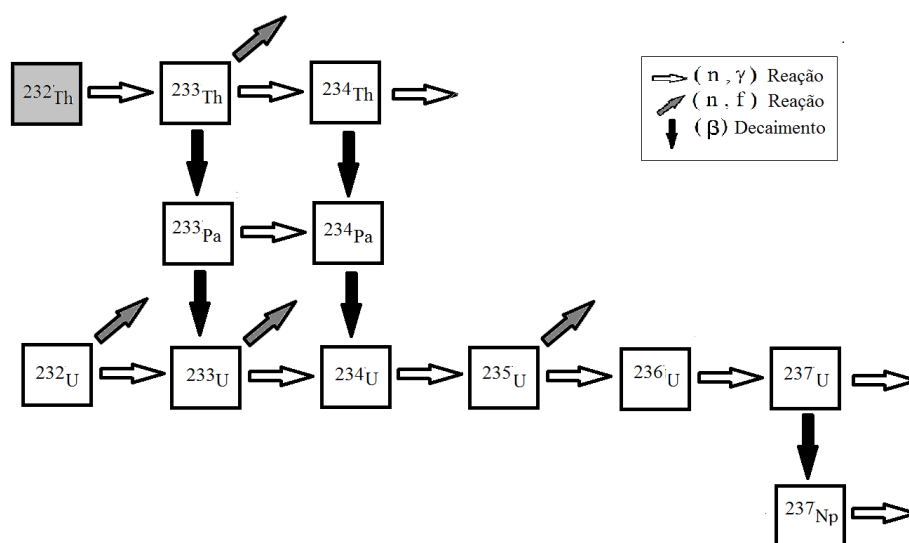 232Th
233Th
234Th
(n,γ) Reação
(n,f) Reação
(β) Decaimento
233Pa
234Pa
232U
233U
234U
235U
236U
237U
237Np